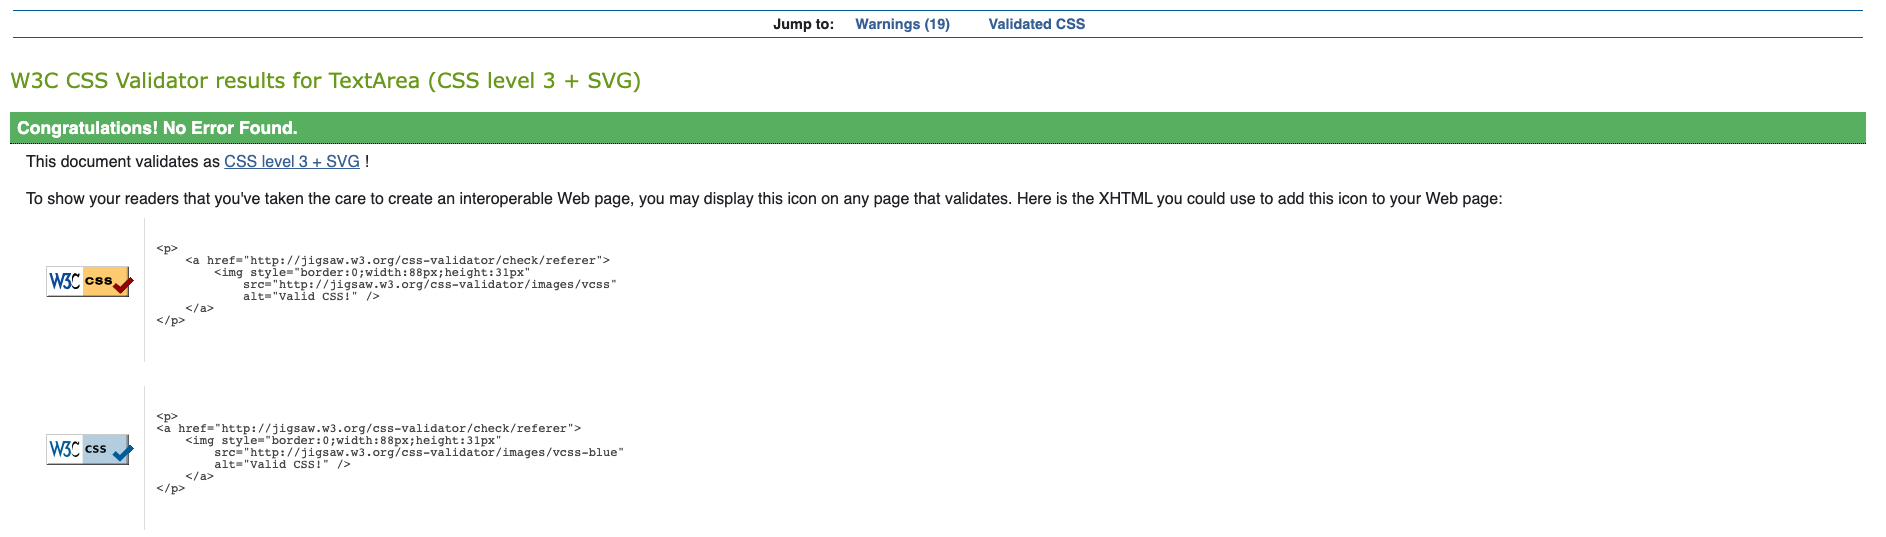 Jump to: Warnings (19) Validated CSS
W3C CSS Validator results for TextArea (CSS level 3 + SVG)
Congratulations! No Error Found.
This document validates as CSS level 3 + SVG !
To show your readers that you've taken the care to create an interoperable Web page, you may display this icon on any page that validates. Here is the XHTML you could use to add this icon to your Web page:
W3C css
<p>
    <a href="http://jigsaw.w3.org/css-validator/check/referer">
        <img style="border:0;width:88px;height:31px"
            src="http://jigsaw.w3.org/css-validator/images/vcss"
            alt="Valid CSS!" />
    </a>
</p>
W3C css
<p>
<a href="http://jigsaw.w3.org/css-validator/check/referer">
    <img style="border:0;width:88px;height:31px"
        src="http://jigsaw.w3.org/css-validator/images/vcss-blue"
        alt="Valid CSS!" />
    </a>
</p>